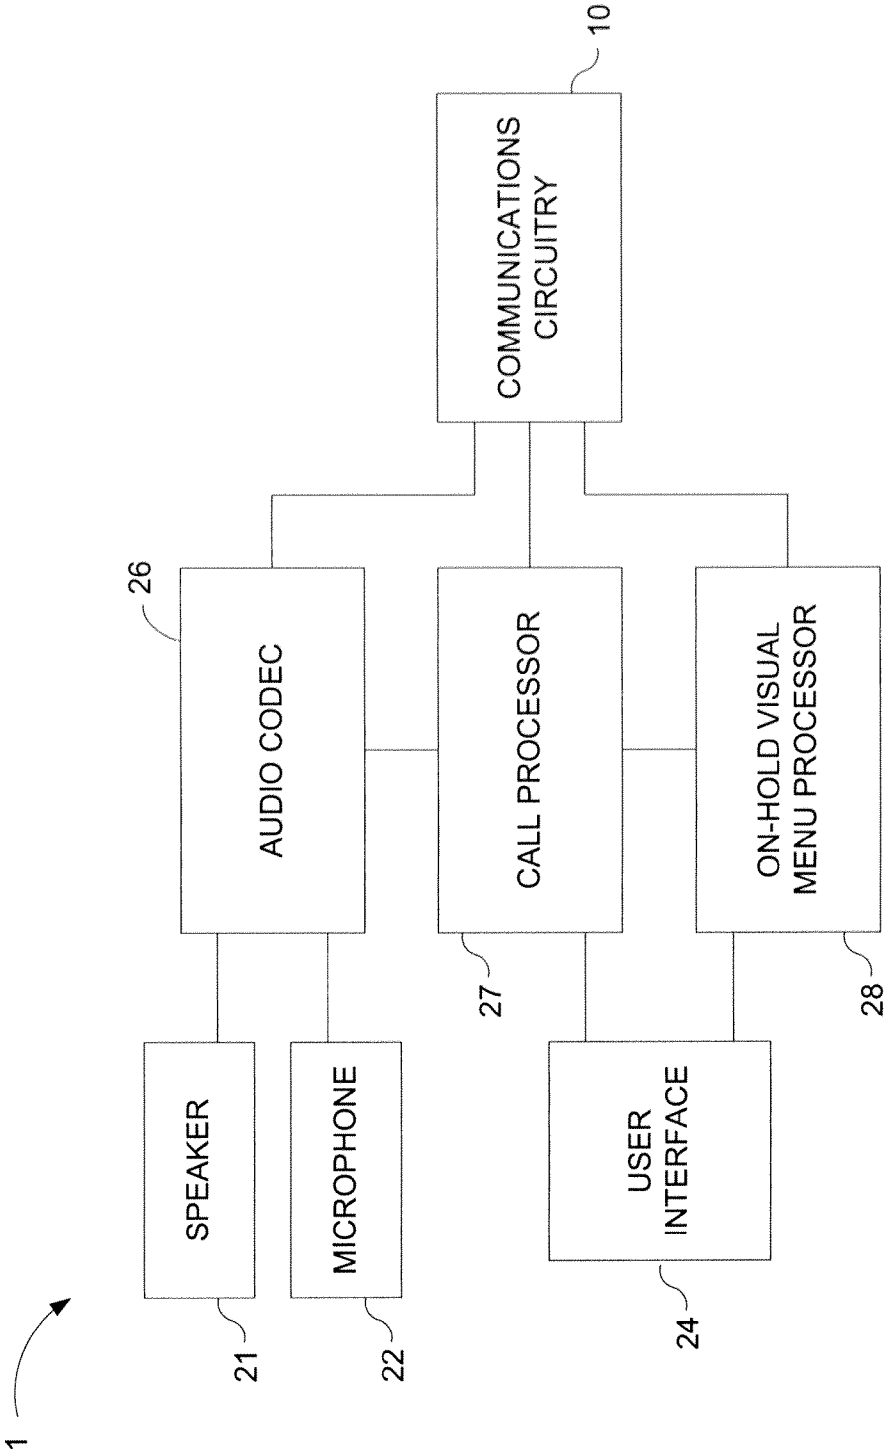 1
SPEAKER
21
MICROPHONE
22
USER
INTERFACE
24
AUDIO CODEC
26
CALL PROCESSOR
27
ON-HOLD VISUAL
MENU PROCESSOR
28
COMMUNICATIONS
CIRCUITRY
10